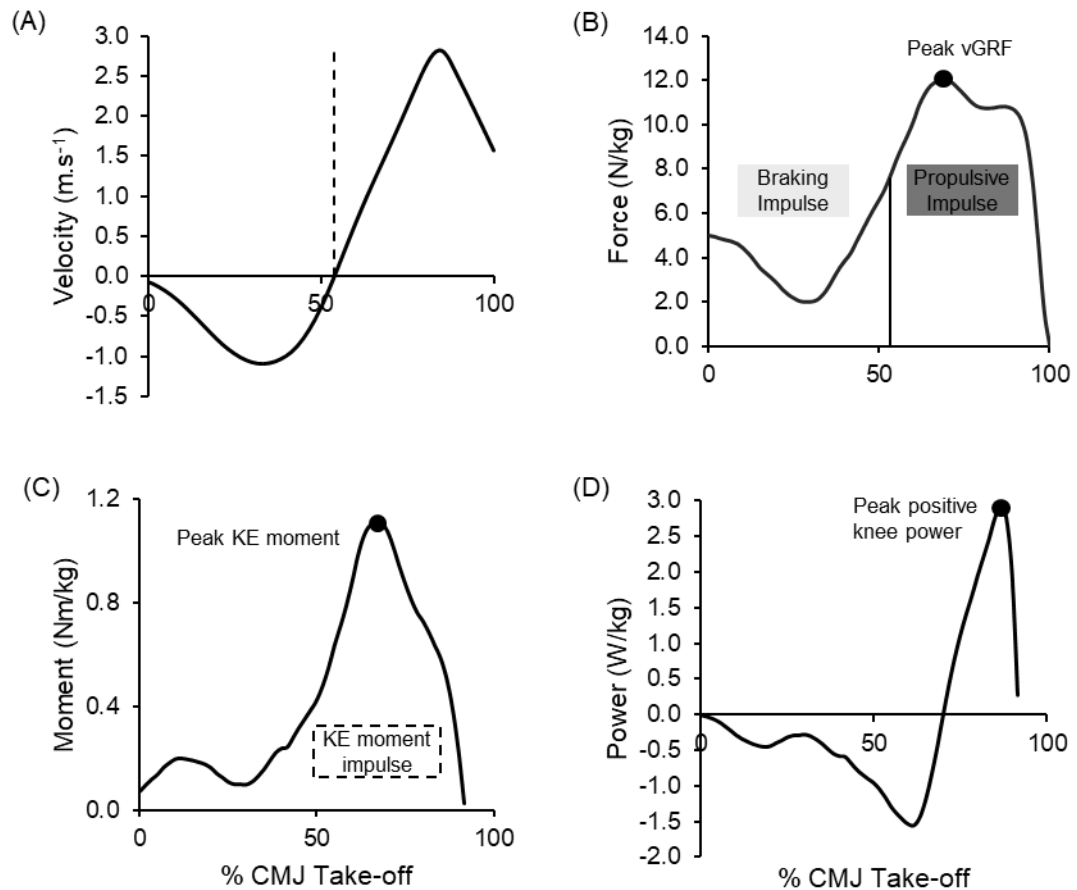 (A)
3.0
2.5
2.0
1.5
1.0
0.5
0.0
-0.5
-1.0
-1.5
Velocity (m.s⁻¹)
0
50
100
(B)
14.0
12.0
10.0
8.0
6.0
4.0
2.0
0.0
Force (N/kg)
Peak vGRF
Braking
Impulse
Propulsive
Impulse
0
50
100
(C)
1.2
0.8
0.4
0.0
Moment (Nm/kg)
Peak KE moment
KE moment
impulse
0
50
100
% CMJ Take-off
(D)
3.0
2.5
2.0
1.5
1.0
0.5
0.0
-0.5
-1.0
-1.5
-2.0
Power (W/kg)
Peak positive
knee power
0
50
100
% CMJ Take-off